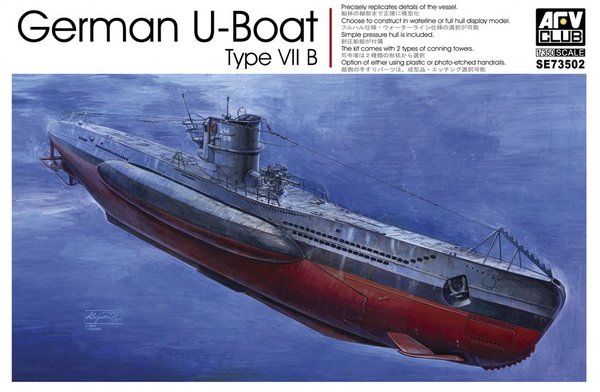 German U-Boat
Type VII B
Precisely replicates details of the vessel.
船体の細部まで正確に模型化
Choose to construct in waterline or full hull display model.
フルハル仕様・ウォーターライン仕様の選択が可能
Simple pressure hull is included.
耐圧船殻が付属
The kit comes with 2 types of conning towers.
司令塔は2種類の形状から選択
Option of either using plastic or photo-etched handrails.
舷側の手すりパーツは、成型品・エッチング選択可能
AFV
CLUB
1/350 SCALE
SE73502